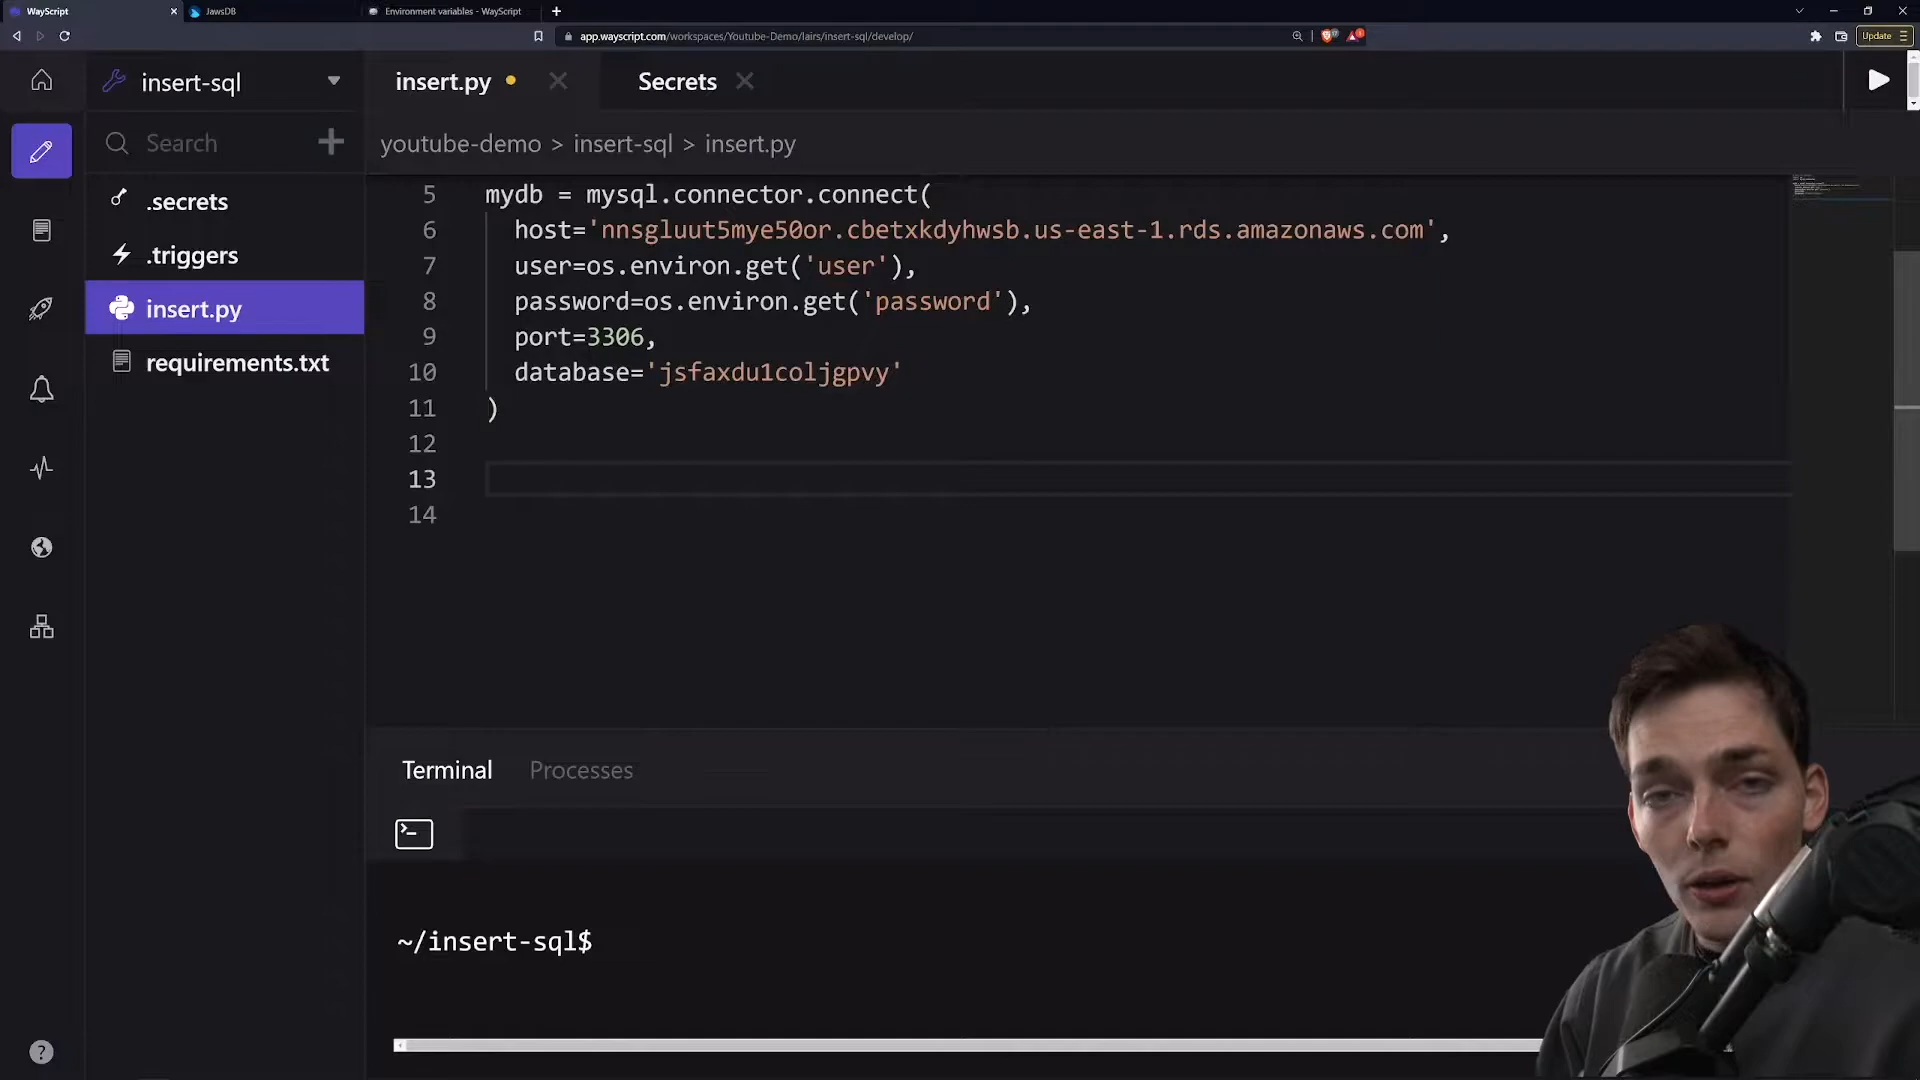 WayScript
JawsDB
Environment variables - WayScript
app.wayscript.com/workspaces/Youtube-Demo/lairs/insert-sql/develop/
Update
insert-sql
insert.py
Secrets
Search
youtube-demo > insert-sql > insert.py
.secrets
.triggers
insert.py
requirements.txt
5 mydb = mysql.connector.connect(
6 host='nnsgluut5mye50or.cbetxkdyhwsb.us-east-1.rds.amazonaws.com',
7 user=os.environ.get('user'),
8 password=os.environ.get('password'),
9 port=3306,
10 database='jsfaxdu1coljgpvy'
11 )
12
13
14
Terminal Processes
~/insert-sql$